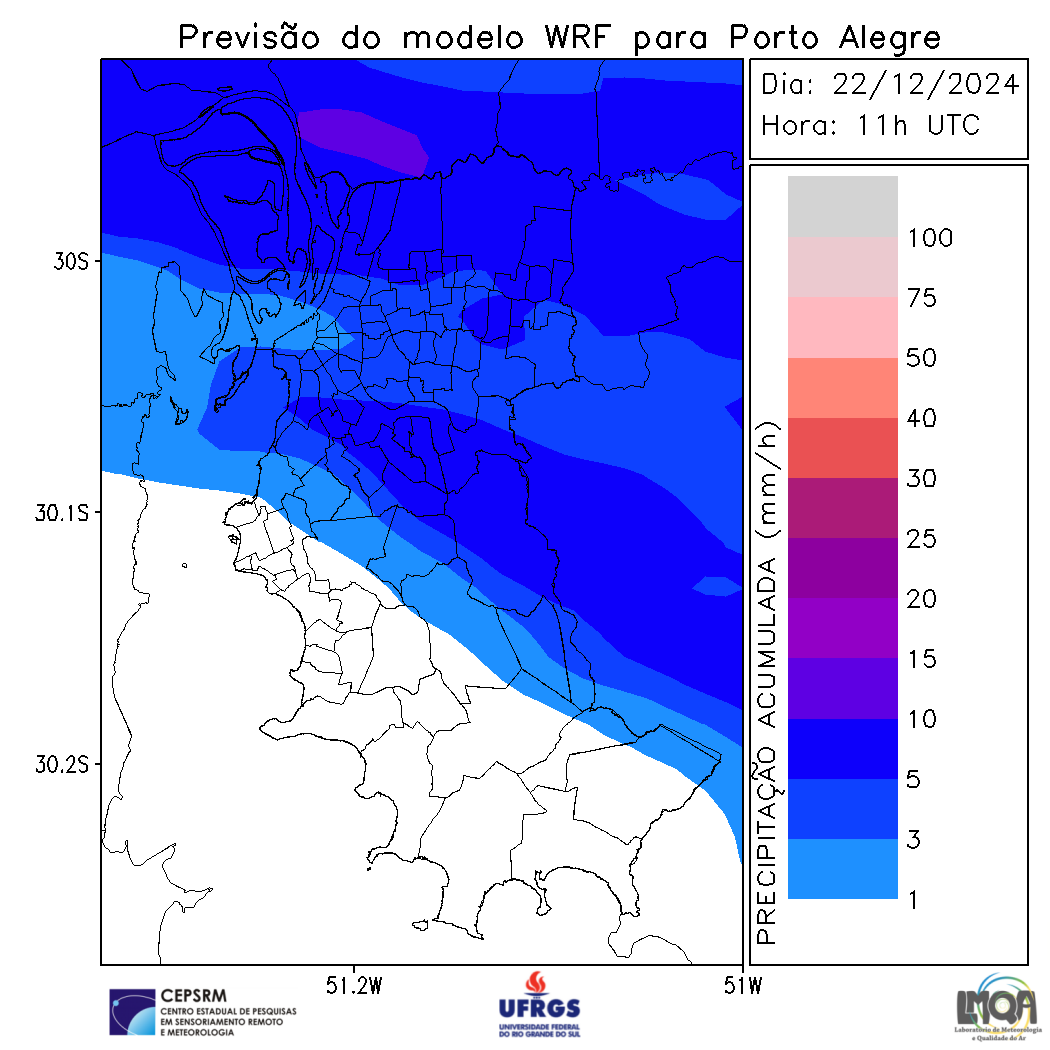 Previsão do modelo WRF para Porto Alegre
Dia: 22/12/2024
Hora: 11h UTC
30S
30.1S
30.2S
51.2W
51W
PRECIPITAÇÃO ACUMULADA (mm/h)
100
75
50
40
30
25
20
15
10
5
3
1
CEPSRM
CENTRO ESTADUAL DE PESQUISAS
EM SENSORIAMENTO REMOTO
E METEOROLOGIA
UFRGS
UNIVERSIDADE FEDERAL
DO RIO GRANDE DO SUL
LMQA
Laboratório de Meteorologia
e Qualidade do Ar